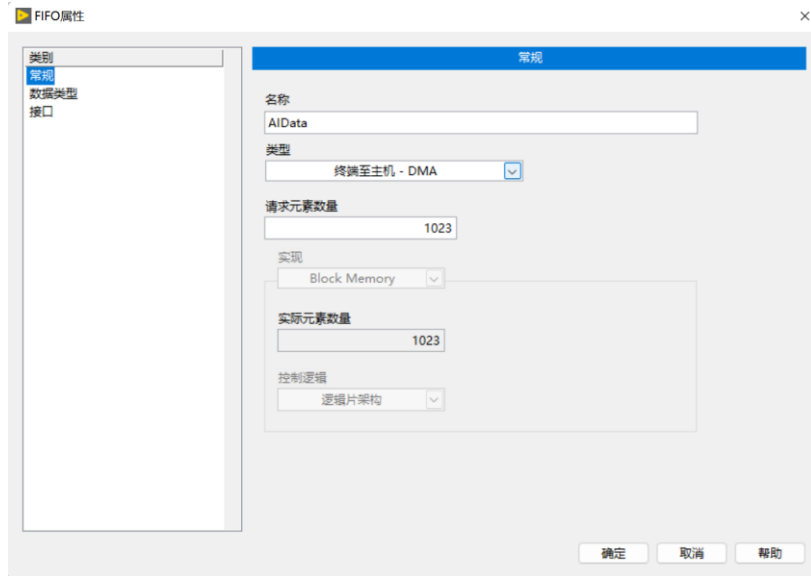 FIFO属性
类别
常规
数据类型
接口
常规
名称
AIData
类型
终端至主机 - DMA
请求元素数量
1023
实现
Block Memory
实际元素数量
1023
控制逻辑
逻辑片架构
确定
取消
帮助